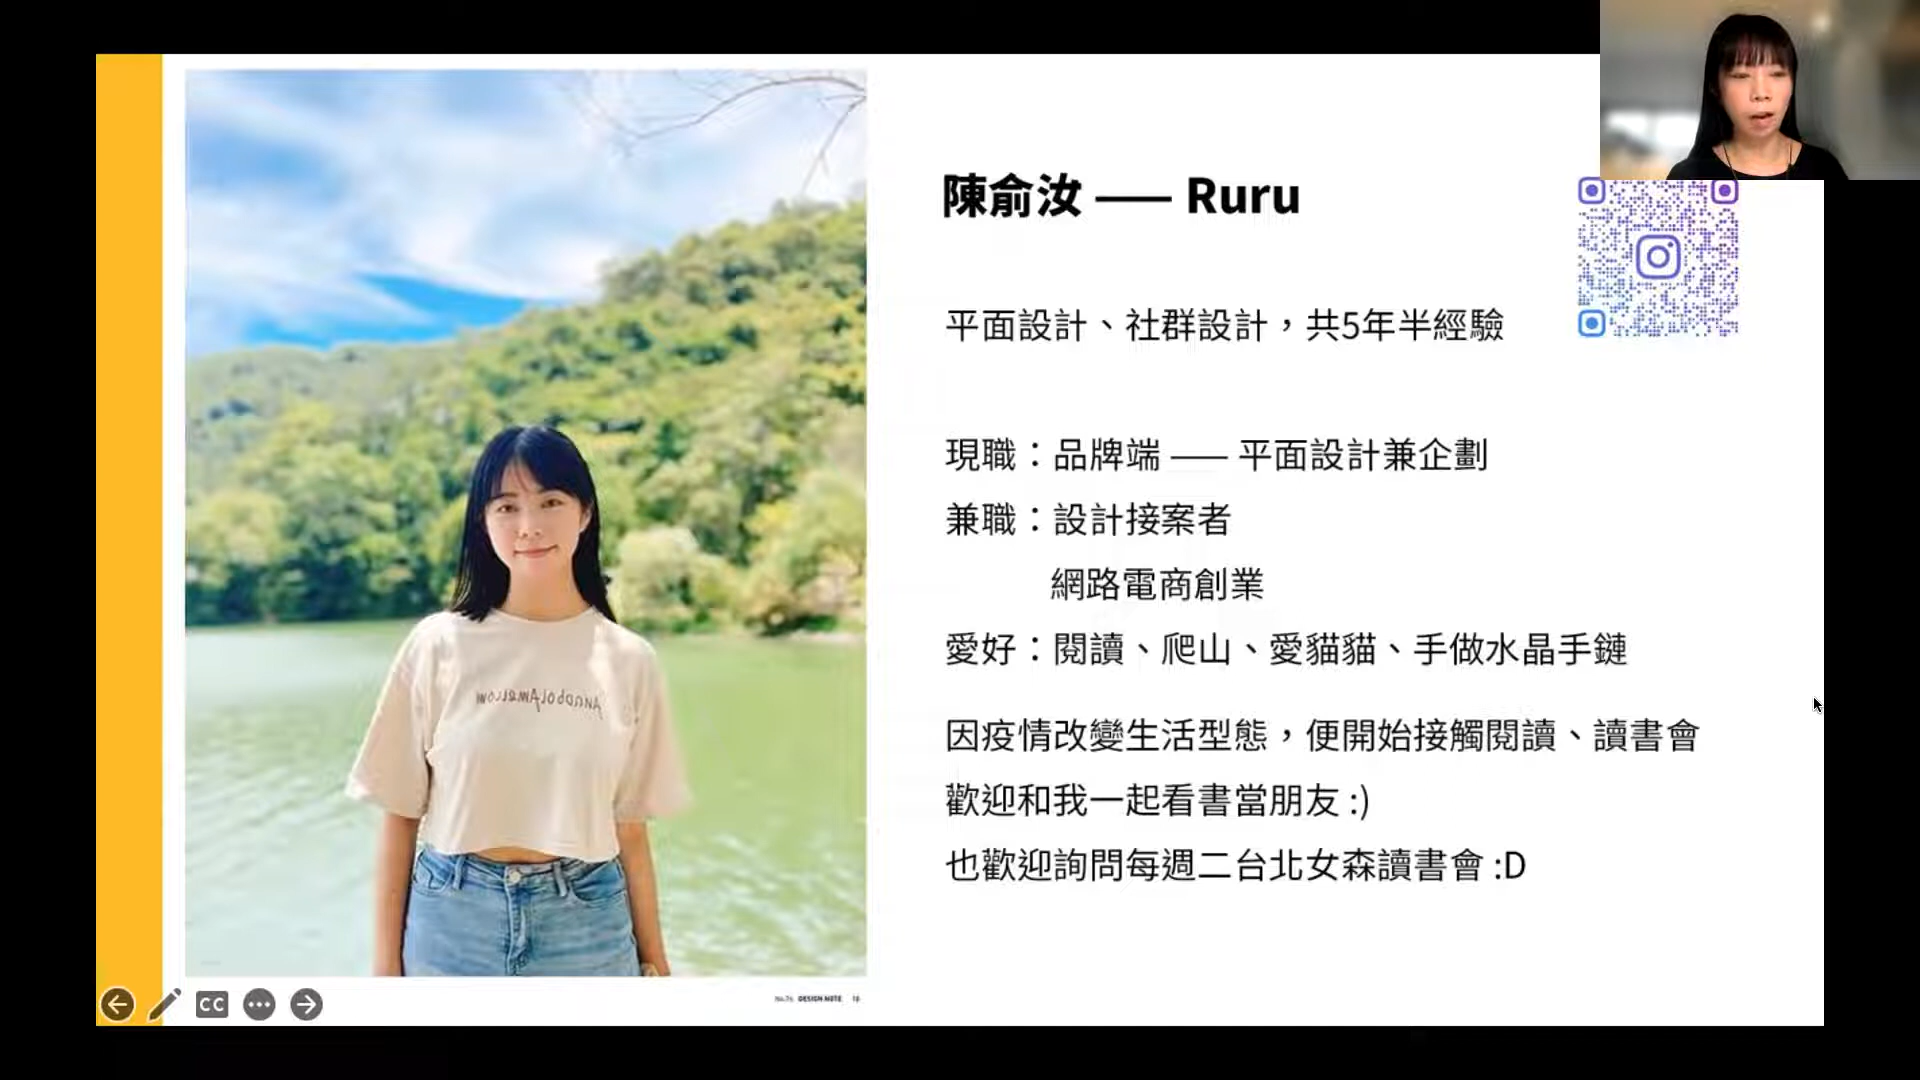 陳俞汝 —— Ruru
平面設計、社群設計，共5年半經驗
現職：品牌端 —— 平面設計兼企劃
兼職：設計接案者
網路電商創業
愛好：閱讀、爬山、愛貓貓、手做水晶手鏈
因疫情改變生活型態，便開始接觸閱讀、讀書會
歡迎和我一起看書當朋友 :)
也歡迎詢問每週二台北女森讀書會 :D
DESIGN NOTE
CC